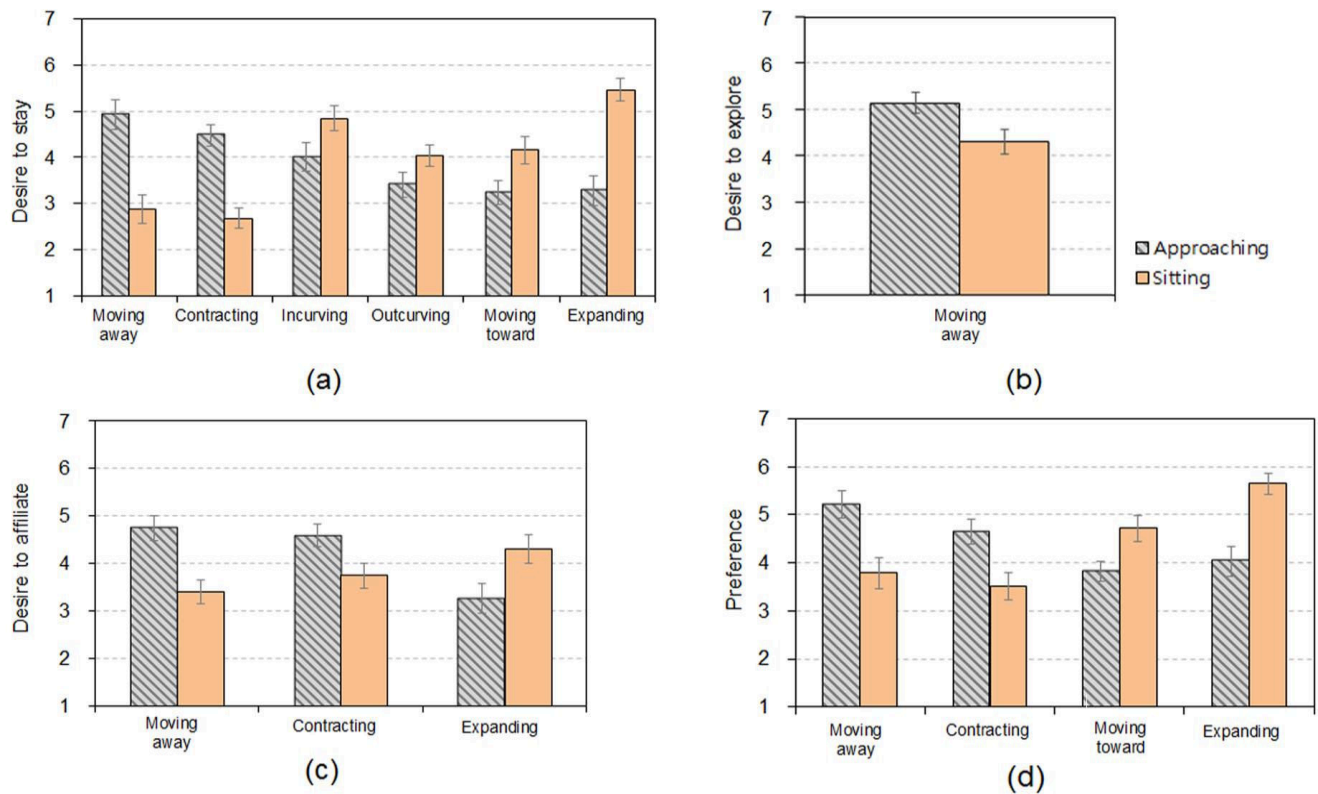 7
6
5
4
3
2
1
Desire to stay
Moving
away
Contracting
Incurving
Outcurving
Moving
toward
Expanding
(a)
7
6
5
4
3
2
1
Desire to explore
Moving
away
(b)
Approaching
Sitting
7
6
5
4
3
2
1
Desire to affiliate
Moving
away
Contracting
Expanding
(c)
7
6
5
4
3
2
1
Preference
Moving
away
Contracting
Moving
toward
Expanding
(d)